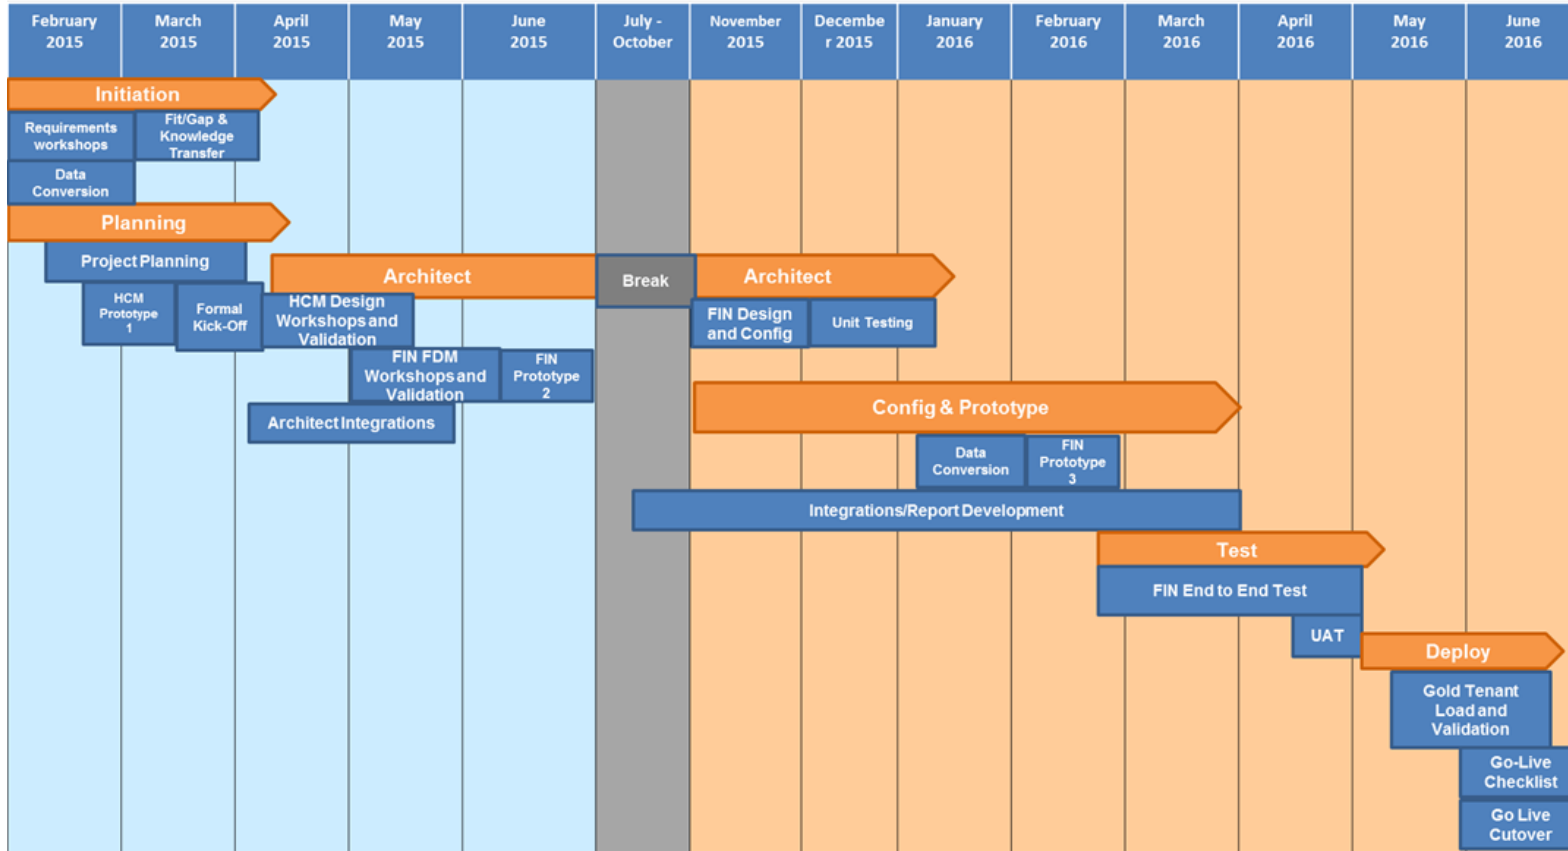 February
2015
March
2015
April
2015
May
2015
June
2015
July -
October
November
2015
Decembe
r 2015
January
2016
February
2016
March
2016
April
2016
May
2016
June
2016
Initiation
Requirements
workshops
Fit/Gap &
Knowledge
Transfer
Data
Conversion
Planning
Project Planning
Architect
Break
Architect
HCM
Prototype
1
Formal
Kick-Off
HCM Design
Workshops and
Validation
FIN Design
and Config
Unit Testing
FIN FDM
Workshops and
Validation
FIN
Prototype
2
Config & Prototype
Architect Integrations
Data
Conversion
FIN
Prototype
3
Integrations/Report Development
Test
FIN End to End Test
UAT
Deploy
Gold Tenant
Load and
Validation
Go-Live
Checklist
Go Live
Cutover